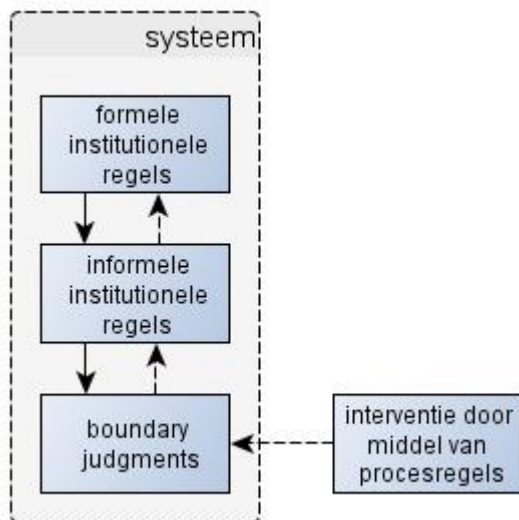 systeem
formele
institutionele
regels
informele
institutionele
regels
boundary
judgments
interventie door
middel van
procesregels